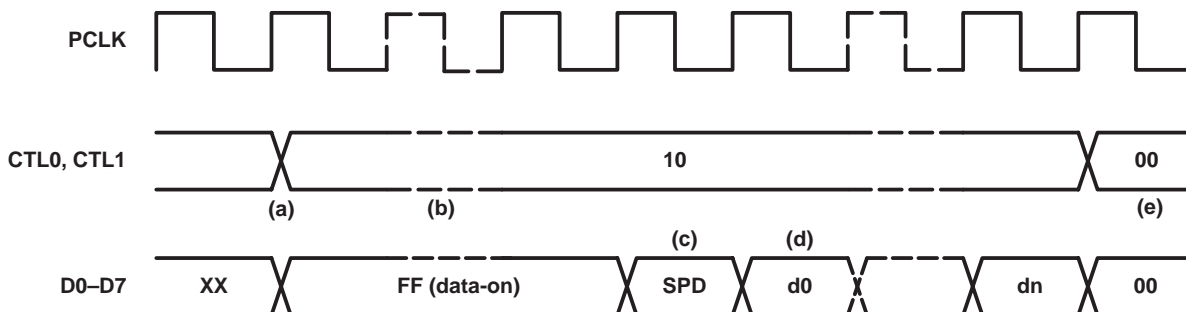 PCLK
CTL0, CTL1
10
00
(a)
(b)
(e)
(c)
(d)
D0–D7
XX
FF (data-on)
SPD
d0
dn
00